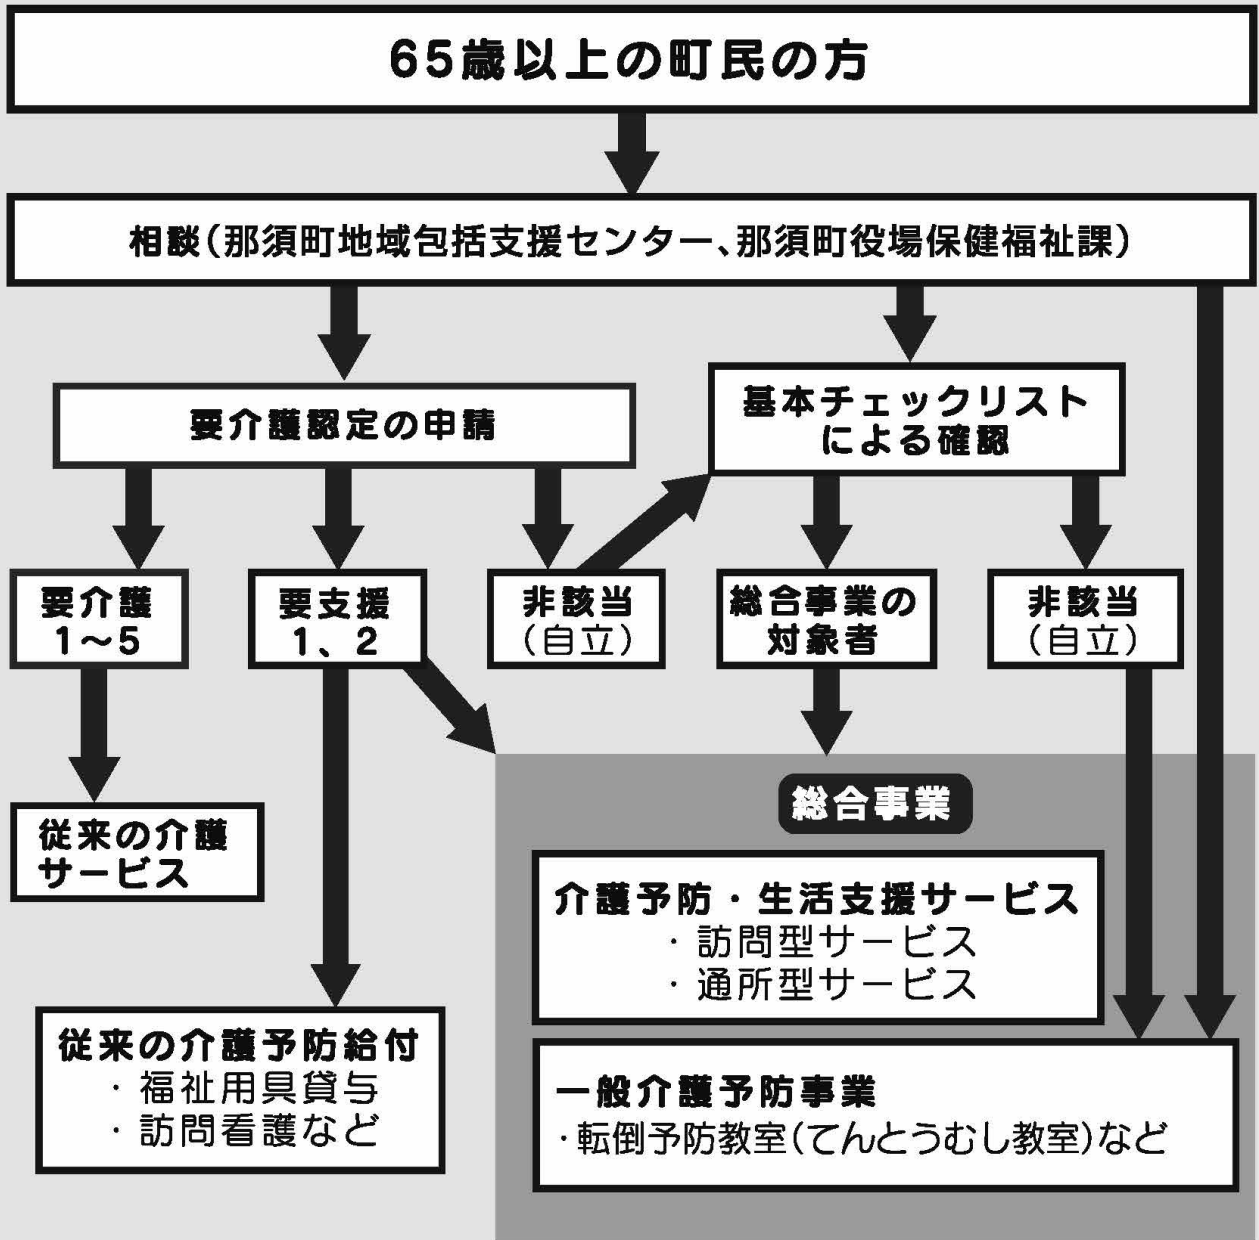 65歳以上の町民の方
相談(那須町地域包括支援センター、那須町役場保健福祉課)
要介護認定の申請
基本チェックリスト
による確認
要介護
1～5
要支援
1、2
非該当
(自立)
総合事業の
対象者
非該当
(自立)
従来の介護
サービス
総合事業
介護予防・生活支援サービス
・訪問型サービス
・通所型サービス
従来の介護予防給付
・福祉用具貸与
・訪問看護など
一般介護予防事業
・転倒予防教室(てんとうむし教室)など